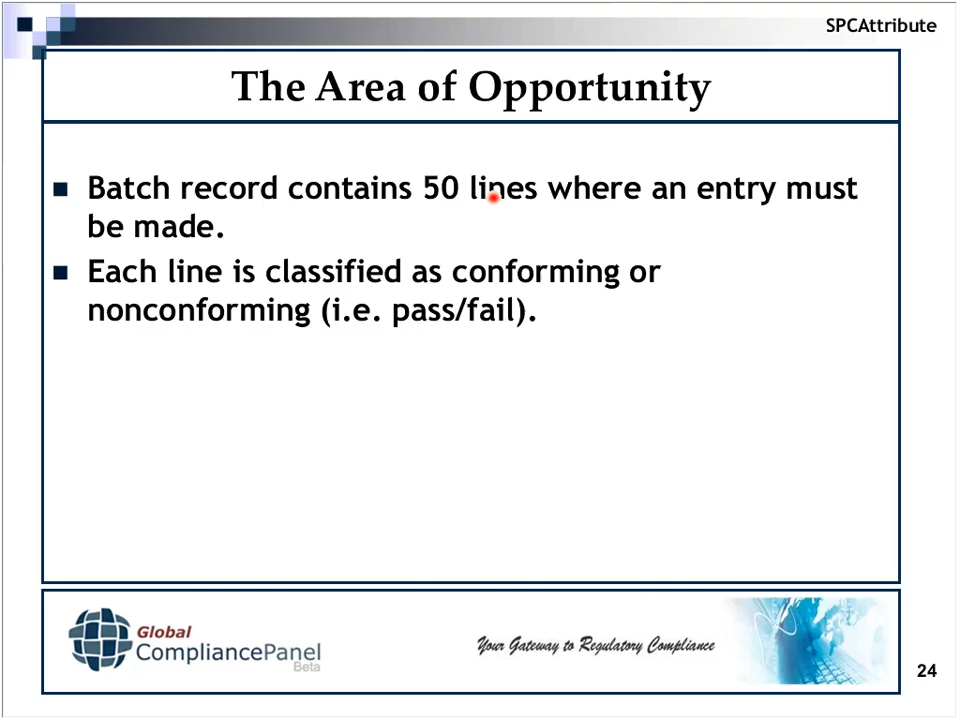 SPCAttribute
The Area of Opportunity
Batch record contains 50 lines where an entry must
be made.
Each line is classified as conforming or
nonconforming (i.e. pass/fail).
Global
CompliancePanel
Beta
Your Gateway to Regulatory Compliance
24